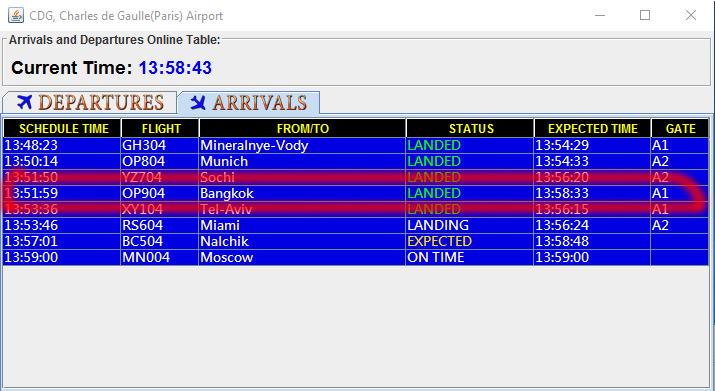 CDG, Charles de Gaulle(Paris) Airport
Arrivals and Departures Online Table:
Current Time: 13:58:43
DEPARTURES ARRIVALS
SCHEDULE TIME FLIGHT FROM/TO STATUS EXPECTED TIME GATE
13:48:23 GH304 Mineralnye-Vody LANDED 13:54:29 A1
13:50:14 OP804 Munich LANDED 13:54:33 A2
13:51:50 YZ704 Sochi LANDED 13:56:20 A2
13:51:59 OP904 Bangkok LANDED 13:58:33 A1
13:53:36 XY104 Tel-Aviv LANDED 13:56:15 A1
13:53:46 RS604 Miami LANDING 13:56:24 A2
13:57:01 BC504 Nalchik EXPECTED 13:58:48
13:59:00 MN004 Moscow ON TIME 13:59:00